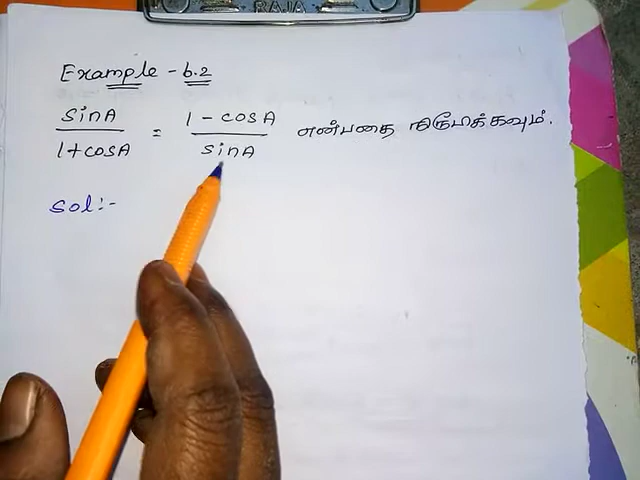 RAJA
Example - 6.2
sinA / 1+cosA = 1 - cosA / sinA என்பதை நிரூபிக்கவும்.
Sol:-